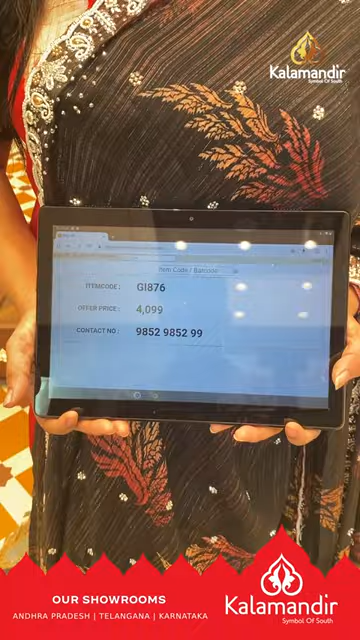 Kalamandir
Symbol of South
Item Code / Barcode
ITEMCODE : GI876
OFFER PRICE : 4,099
CONTACT NO : 9852 9852 99
OUR SHOWROOMS
ANDHRA PRADESH | TELANGANA | KARNATAKA
Kalamandir
Symbol Of South